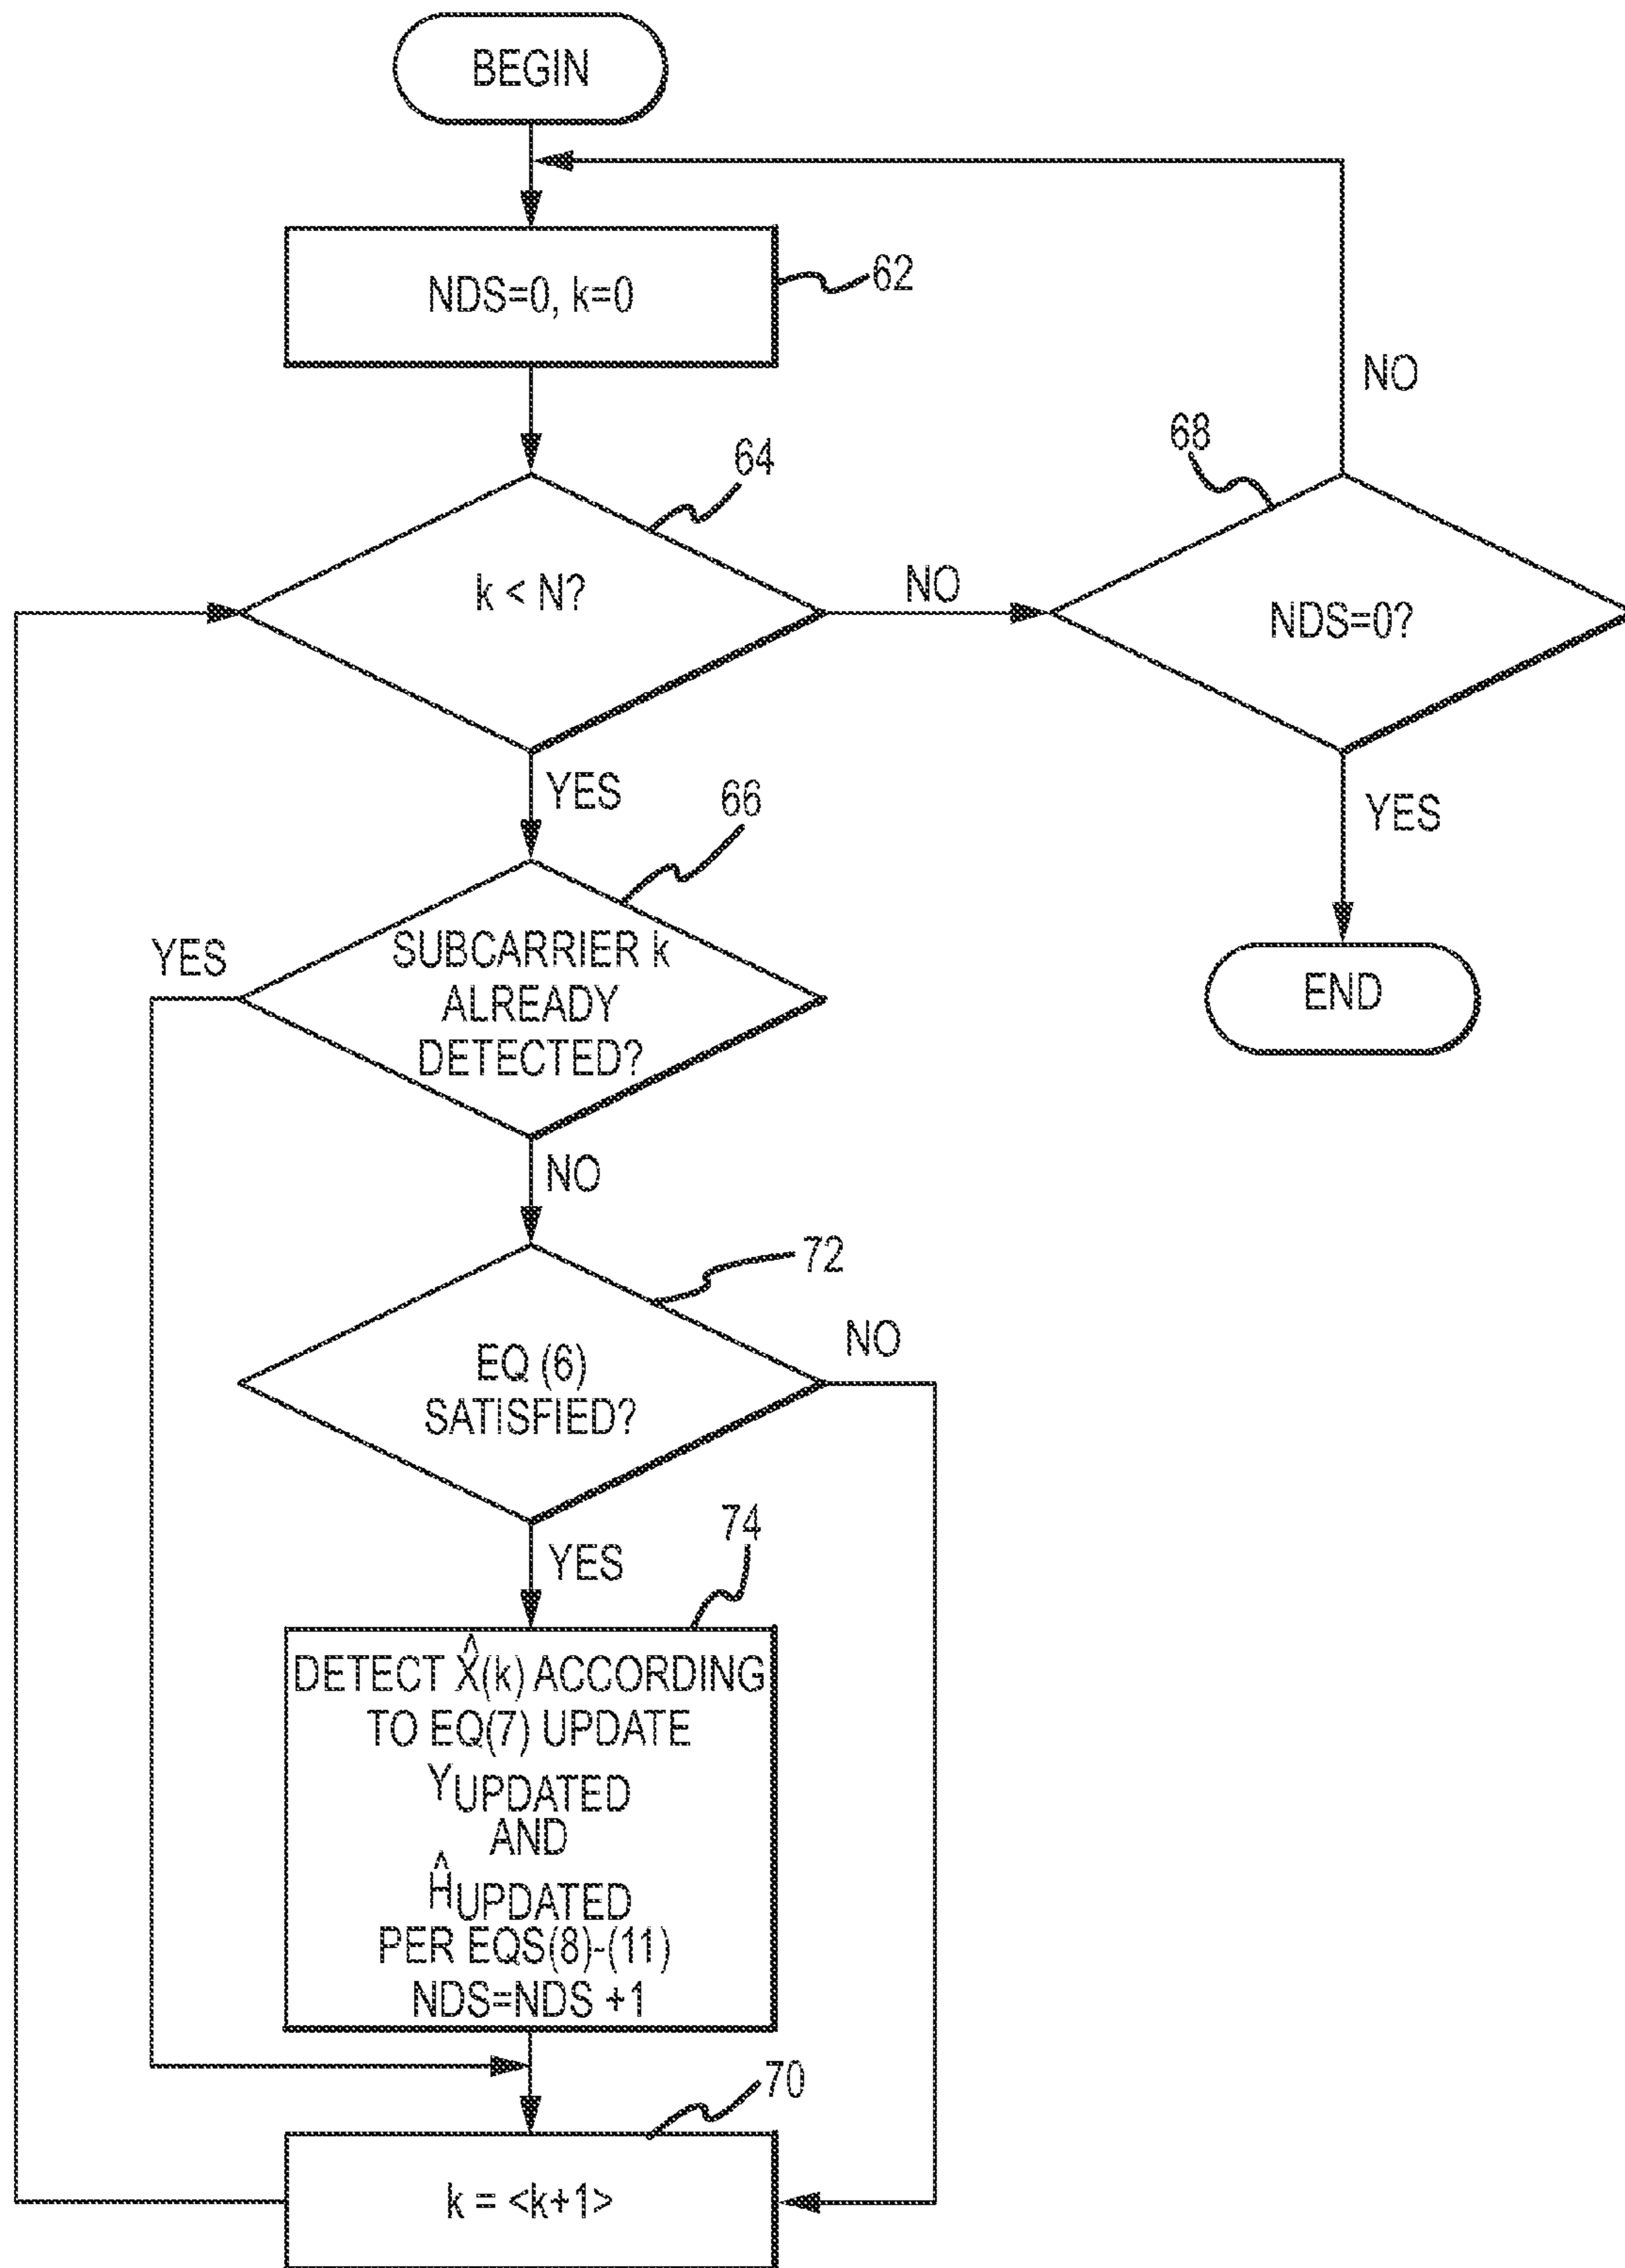 BEGIN
NDS=0, k=0
62
NO
68
64
k < N?
NO
NDS=0?
YES
66
YES
YES
SUBCARRIER k
ALREADY
DETECTED?
END
NO
72
NO
EQ (6)
SATISFIED?
74
YES
DETECT X̂(k) ACCORDING
TO EQ(7) UPDATE
YUPDATED
AND
ĤUPDATED
PER EQS(8)-(11)
NDS=NDS +1
70
k = <k+1>